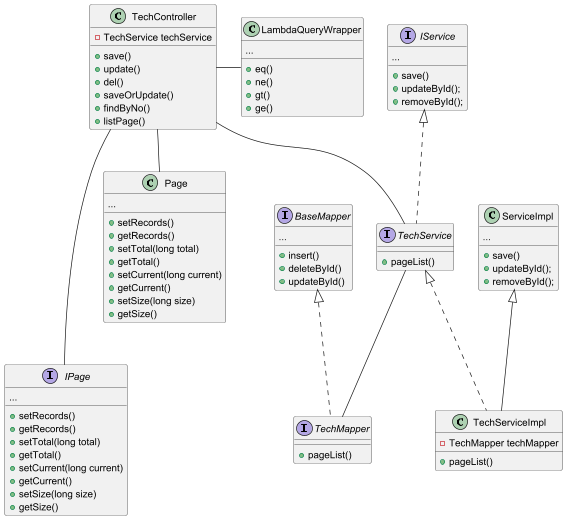 C TechController
TechService techService
save()
update()
del()
saveOrUpdate()
findByNo()
listPage()
C LambdaQueryWrapper
...
eq()
ne()
gt()
ge()
I IService
...
save()
updateById();
removeById();
C Page
...
setRecords()
getRecords()
setTotal(long total)
getTotal()
setCurrent(long current)
getCurrent()
setSize(long size)
getSize()
I BaseMapper
...
insert()
deleteById()
updateById()
I TechService
pageList()
C ServiceImpl
...
save()
updateById();
removeById();
I IPage
...
setRecords()
getRecords()
setTotal(long total)
getTotal()
setCurrent(long current)
getCurrent()
setSize(long size)
getSize()
I TechMapper
pageList()
C TechServiceImpl
TechMapper techMapper
pageList()